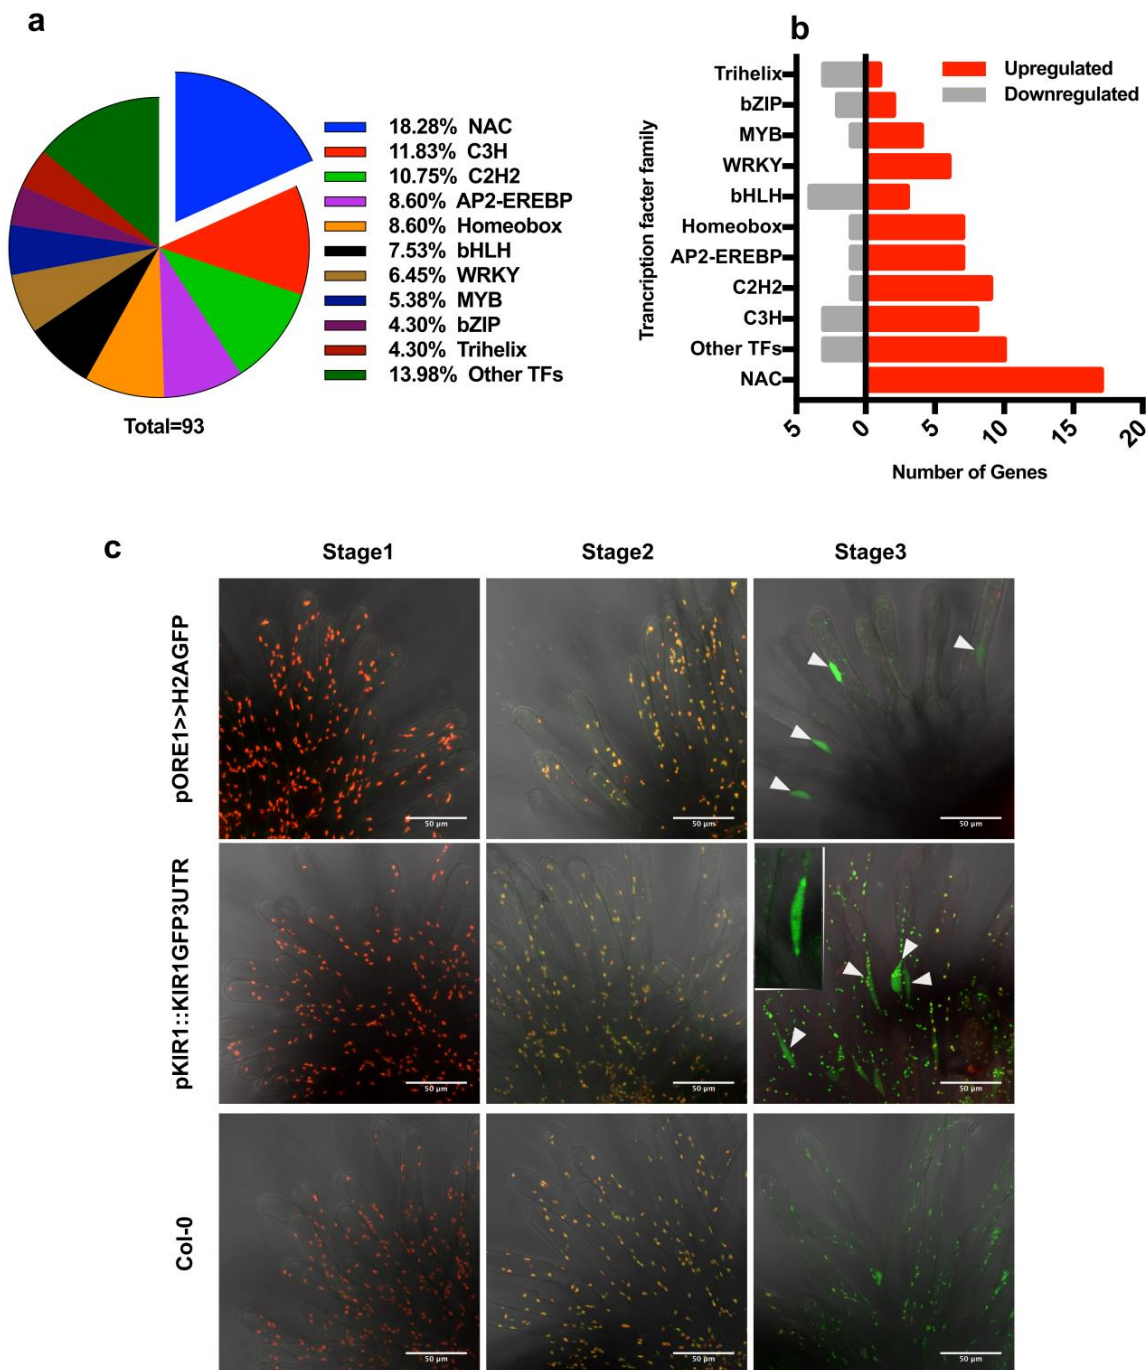 a
18.28% NAC
11.83% C3H
10.75% C2H2
8.60% AP2-EREBP
8.60% Homeobox
7.53% bHLH
6.45% WRKY
5.38% MYB
4.30% bZIP
4.30% Trihelix
13.98% Other TFs
Total=93
b
Upregulated
Downregulated
Trancription facter family
Trihelix
bZIP
MYB
WRKY
bHLH
Homeobox
AP2-EREBP
C2H2
C3H
Other TFs
NAC
5 0 5 10 15 20
Number of Genes
c
Stage1 Stage2 Stage3
pORE1>>H2AGFP
50 µm 50 µm 50 µm
pKIR1::KIR1GFP3UTR
50 µm 50 µm 50 µm
Col-0
50 µm 50 µm 50 µm